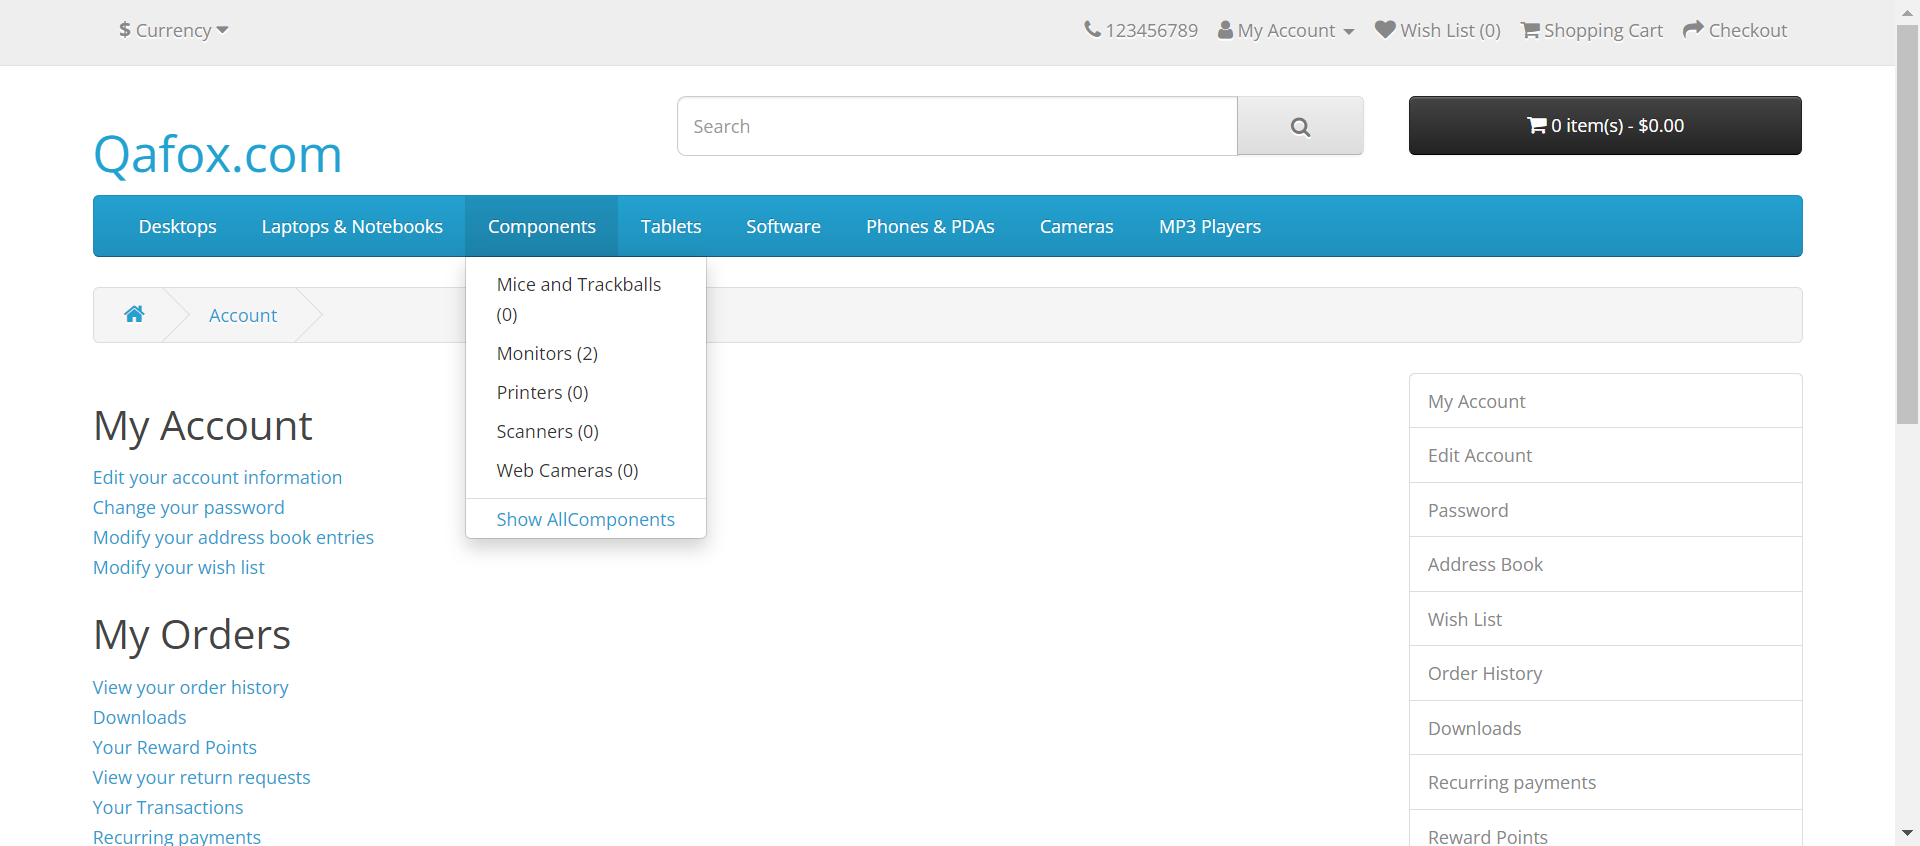 $ Currency
123456789 My Account Wish List (0) Shopping Cart Checkout
Qafox.com
Search
0 item(s) - $0.00
Desktops Laptops & Notebooks Components Tablets Software Phones & PDAs Cameras MP3 Players
Mice and Trackballs
(0)
Monitors (2)
Printers (0)
Scanners (0)
Web Cameras (0)
Show AllComponents
Account
My Account
Edit your account information
Change your password
Modify your address book entries
Modify your wish list
My Orders
View your order history
Downloads
Your Reward Points
View your return requests
Your Transactions
Recurring payments
My Account
Edit Account
Password
Address Book
Wish List
Order History
Downloads
Recurring payments
Reward Points